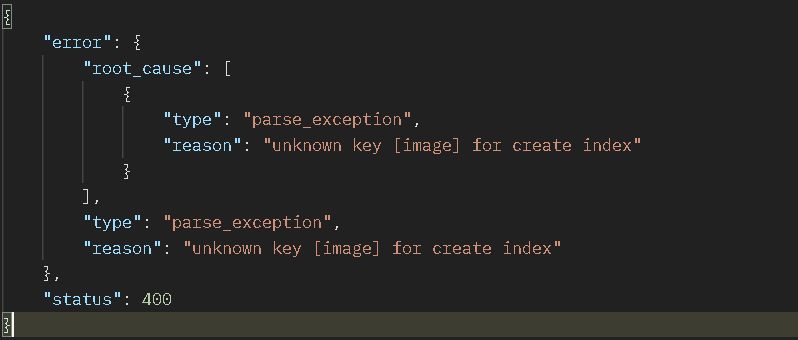 {
    "error": {
        "root_cause": [
            {
                "type": "parse_exception",
                "reason": "unknown key [image] for create index"
            }
        ],
        "type": "parse_exception",
        "reason": "unknown key [image] for create index"
    },
    "status": 400
}